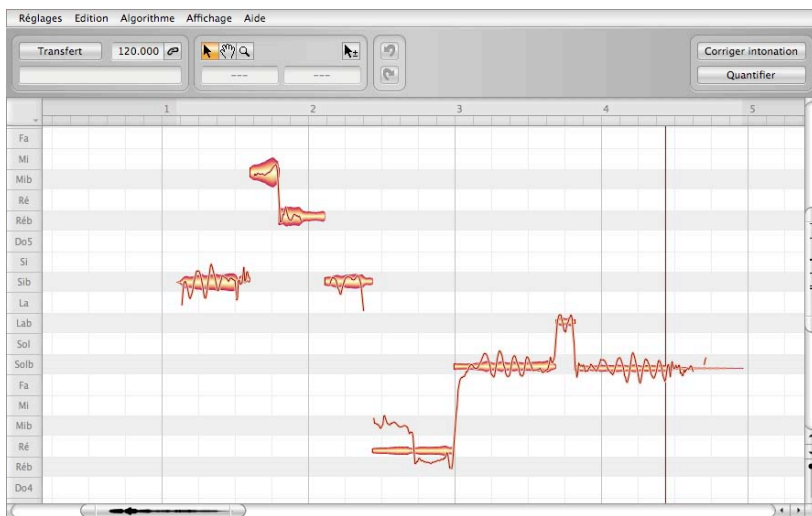 Réglages Edition Algorithme Affichage Aide
Transfert 120.000 Corriger intonation
--- --- Quantifier
1 2 3 4 5
Fa
Mi
Mib
Ré
Réb
Do5
Si
Sib
La
Lab
Sol
Solb
Fa
Mi
Mib
Ré
Réb
Do4